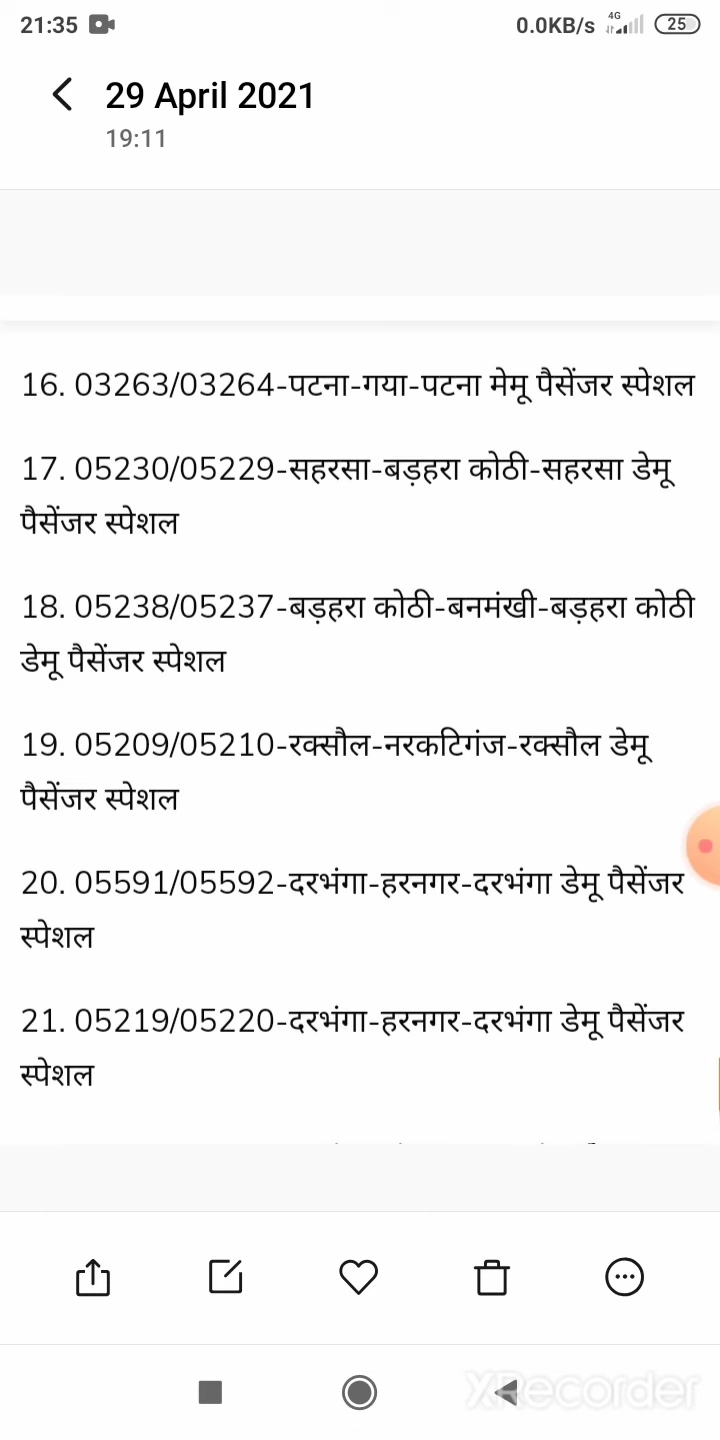 21:35
0.0KB/s 4G 25
29 April 2021
19:11
16. 03263/03264-पटना-गया-पटना मेमू पैसेंजर स्पेशल
17. 05230/05229-सहरसा-बड़हरा कोठी-सहरसा डेमू
पैसेंजर स्पेशल
18. 05238/05237-बड़हरा कोठी-बनमंखी-बड़हरा कोठी
डेमू पैसेंजर स्पेशल
19. 05209/05210-रक्सौल-नरकटिगंज-रक्सौल डेमू
पैसेंजर स्पेशल
20. 05591/05592-दरभंगा-हरनगर-दरभंगा डेमू पैसेंजर
स्पेशल
21. 05219/05220-दरभंगा-हरनगर-दरभंगा डेमू पैसेंजर
स्पेशल
XRecorder